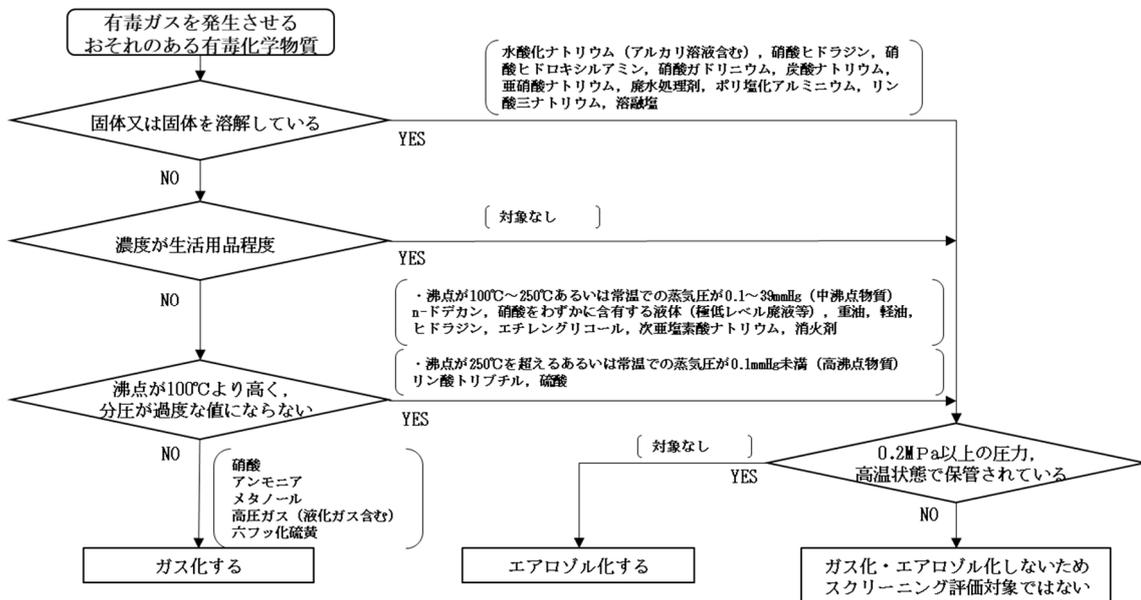 有毒ガスを発生させる
おそれのある有毒化学物質
水酸化ナトリウム（アルカリ溶液含む），硝酸ヒドラジン，硝
酸ヒドロキシルアミン，硝酸ガドリニウム，炭酸ナトリウム，
亜硝酸ナトリウム，廃水処理剤，ポリ塩化アルミニウム，リン
酸三ナトリウム，溶融塩
固体又は固体を溶解している
YES
NO
対象なし
濃度が生活用品程度
YES
NO
・沸点が100℃～250℃あるいは常温での蒸気圧が0.1～39mmHg（中沸点物質）
n-ドデカン，硝酸をわずかに含有する液体（極低レベル廃液等），重油，軽油，
ヒドラジン，エチレングリコール，次亜塩素酸ナトリウム，消火剤
・沸点が250℃を超えるあるいは常温での蒸気圧が0.1mmHg未満（高沸点物質）
リン酸トリブチル，硫酸
沸点が100℃より高く，
分圧が過度な値にならない
YES
NO
硝酸
アンモニア
メタノール
高圧ガス（液化ガス含む）
六フッ化硫黄
対象なし
0.2MPa以上の圧力，
高温状態で保管されている
YES
NO
ガス化する
エアロゾル化する
ガス化・エアロゾル化しないため
スクリーニング評価対象ではない